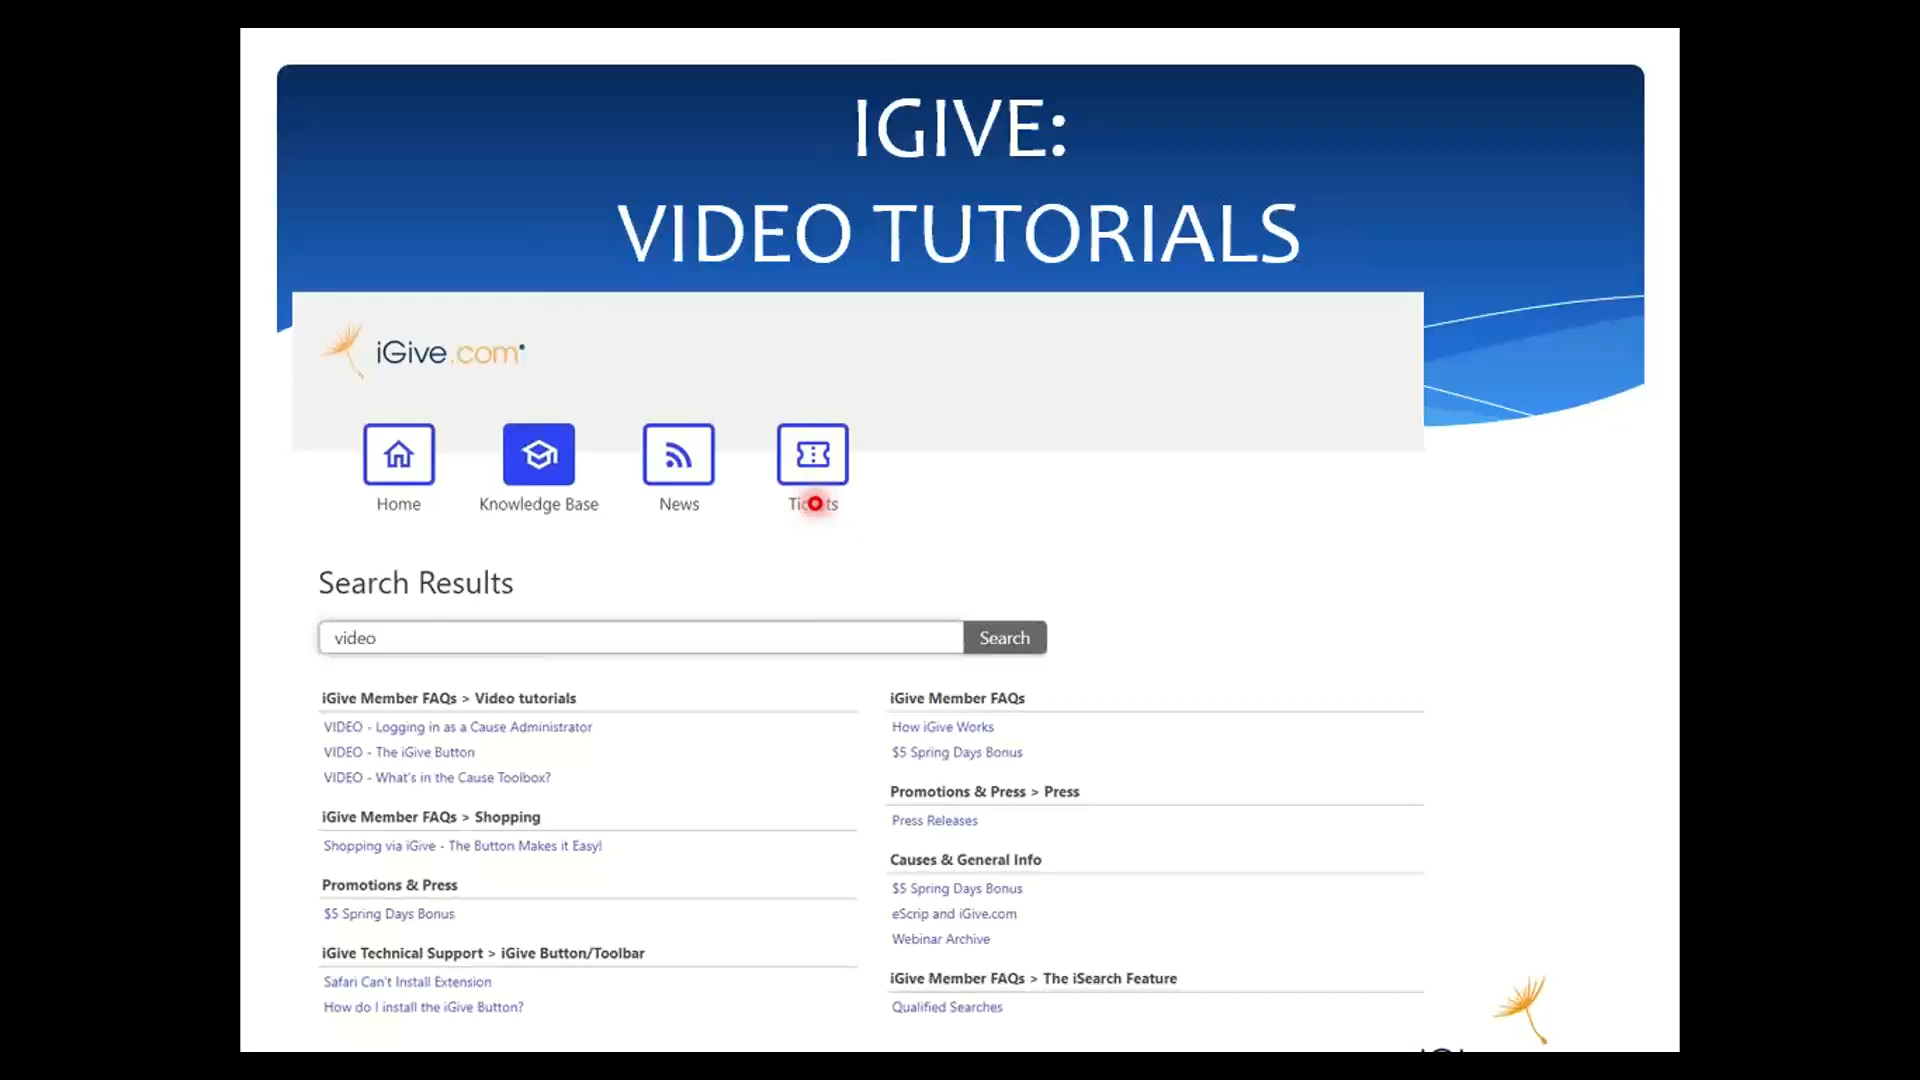 IGIVE:
VIDEO TUTORIALS
iGive.com
Home
Knowledge Base
News
Search Results
video
Search
iGive Member FAQs > Video tutorials
VIDEO - Logging in as a Cause Administrator
VIDEO - The iGive Button
VIDEO - What's in the Cause Toolbox?
iGive Member FAQs > Shopping
Shopping via iGive - The Button Makes it Easy!
Promotions & Press
$5 Spring Days Bonus
iGive Technical Support > iGive Button/Toolbar
Safari Can't Install Extension
How do I install the iGive Button?
iGive Member FAQs
How iGive Works
$5 Spring Days Bonus
Promotions & Press > Press
Press Releases
Causes & General Info
$5 Spring Days Bonus
eScrip and iGive.com
Webinar Archive
iGive Member FAQs > The iSearch Feature
Qualified Searches